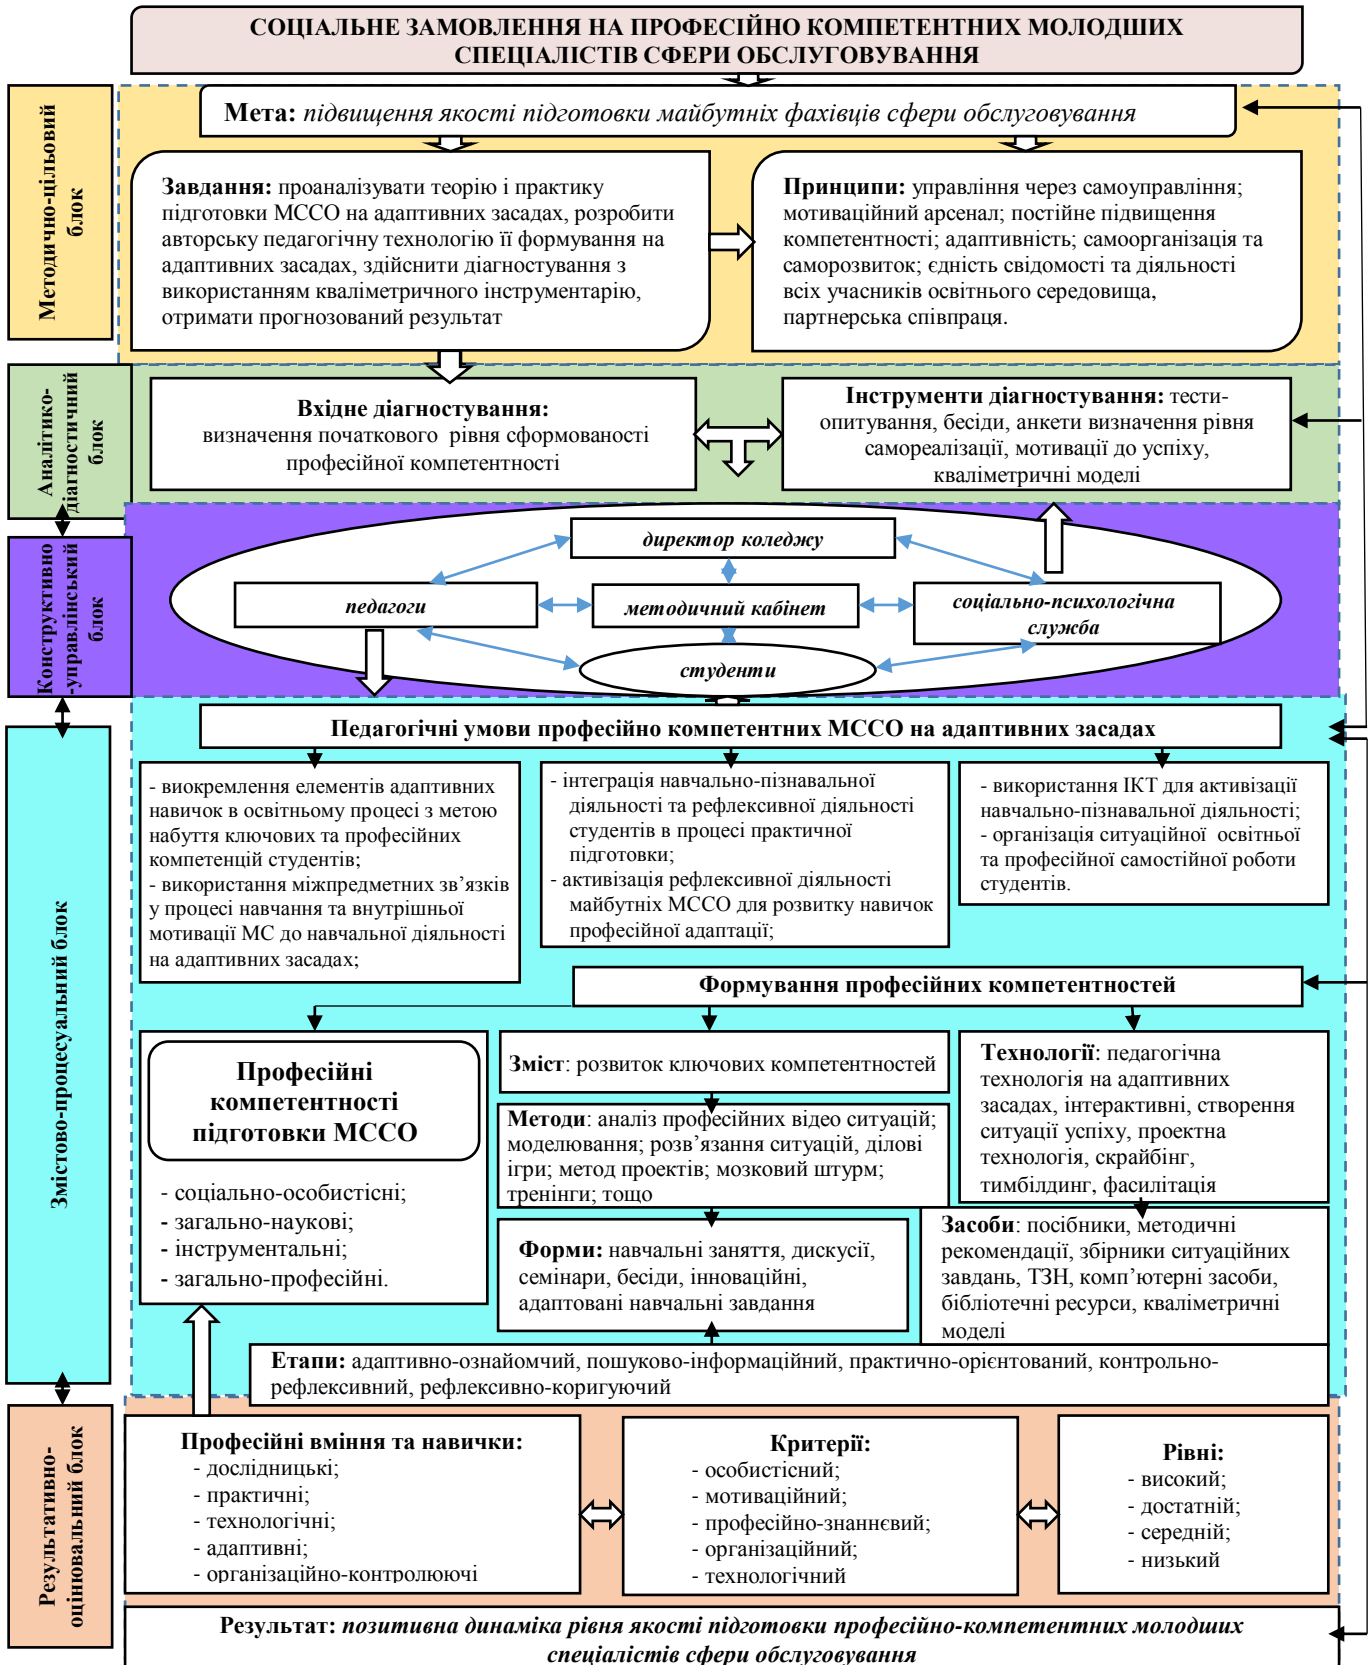 СОЦІАЛЬНЕ ЗАМОВЛЕННЯ НА ПРОФЕСІЙНО КОМПЕТЕНТНИХ МОЛОДШИХ
СПЕЦІАЛІСТІВ СФЕРИ ОБСЛУГОВУВАННЯ
Методично-цільовий
блок
Мета: підвищення якості підготовки майбутніх фахівців сфери обслуговування
Завдання: проаналізувати теорію і практику
підготовки МССО на адаптивних засадах, розробити
авторську педагогічну технологію її формування на
адаптивних засадах, здійснити діагностування з
використанням кваліметричного інструментарію,
отримати прогнозований результат
Принципи: управління через самоуправління;
мотиваційний арсенал; постійне підвищення
компетентності; адаптивність; самоорганізація та
саморозвиток; єдність свідомості та діяльності
всіх учасників освітнього середовища,
партнерська співпраця.
Аналітико-
діагностичний
блок
Вхідне діагностування:
визначення початкового рівня сформованості
професійної компетентності
Інструменти діагностування: тести-
опитування, бесіди, анкети визначення рівня
самореалізації, мотивації до успіху,
кваліметричні моделі
Конструктивно
-управлінський
блок
директор коледжу
педагоги
методичний кабінет
соціально-психологічна
служба
студенти
Змістово-процесуальний блок
Педагогічні умови професійно компетентних МССО на адаптивних засадах
- виокремлення елементів адаптивних
навичок в освітньому процесі з метою
набуття ключових та професійних
компетенцій студентів;
- використання міжпредметних зв’язків
у процесі навчання та внутрішньої
мотивації МС до навчальної діяльності
на адаптивних засадах;
- інтеграція навчально-пізнавальної
діяльності та рефлексивної діяльності
студентів в процесі практичної
підготовки;
- активізація рефлексивної діяльності
майбутніх МССО для розвитку навичок
професійної адаптації;
- використання ІКТ для активізації
навчально-пізнавальної діяльності;
- організація ситуаційної освітньої
та професійної самостійної роботи
студентів.
Формування професійних компетентностей
Професійні
компетентності
підготовки МССО
- соціально-особистісні;
- загально-наукові;
- інструментальні;
- загально-професійні.
Зміст: розвиток ключових компетентностей
Методи: аналіз професійних відео ситуацій;
моделювання; розв’язання ситуацій, ділові
ігри; метод проектів; мозковий штурм;
тренінги; тощо
Форми: навчальні заняття, дискусії,
семінари, бесіди, інноваційні,
адаптовані навчальні завдання
Технології: педагогічна
технологія на адаптивних
засадах, інтерактивні, створення
ситуації успіху, проектна
технологія, скрайбінг,
тимбілдинг, фасилітація
Засоби: посібники, методичні
рекомендації, збірники ситуаційних
завдань, ТЗН, комп’ютерні засоби,
бібліотечні ресурси, кваліметричні
моделі
Етапи: адаптивно-ознайомчий, пошуково-інформаційний, практично-орієнтований, контрольно-
рефлексивний, рефлексивно-коригуючий
Результативно-
оцінювальний блок
Професійні вміння та навички:
- дослідницькі;
- практичні;
- технологічні;
- адаптивні;
- організаційно-контролюючі
Критерії:
- особистісний;
- мотиваційний;
- професійно-знаннєвий;
- організаційний;
- технологічний
Рівні:
- високий;
- достатній;
- середній;
- низький
Результат: позитивна динаміка рівня якості підготовки професійно-компетентних молодших
спеціалістів сфери обслуговування